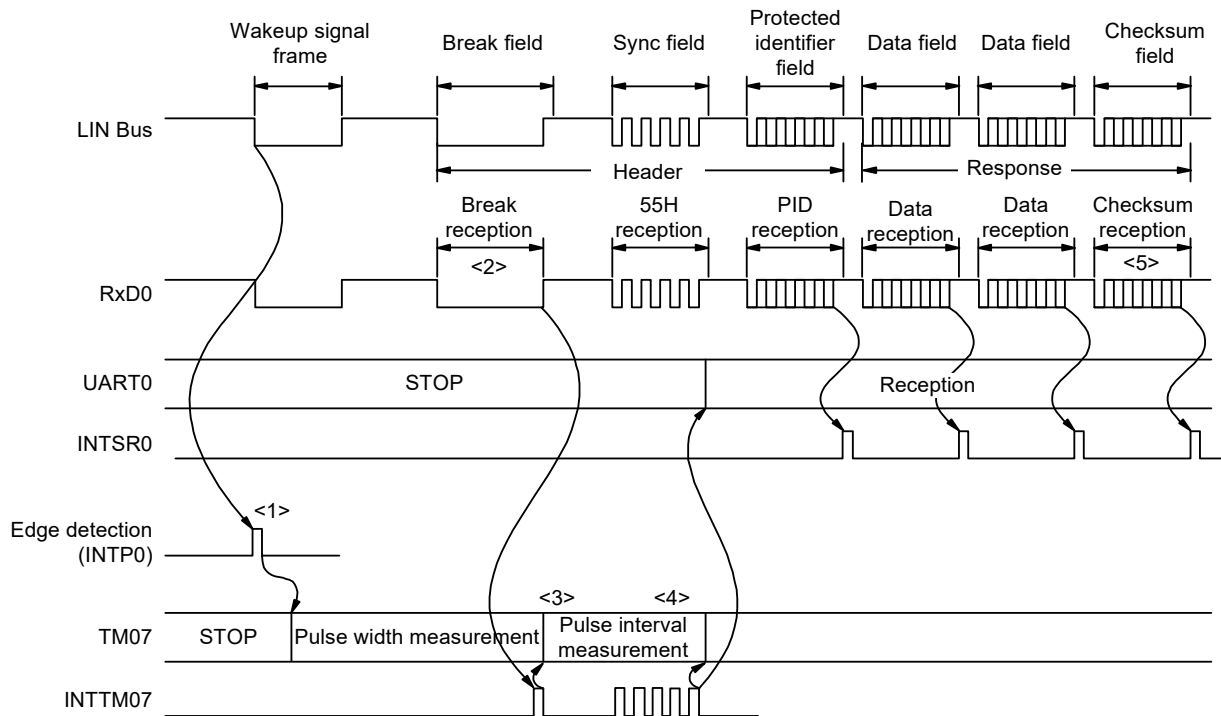 Wakeup signal
frame
Break field
Sync field
Protected
identifier
field
Data field
Data field
Checksum
field
LIN Bus
Header
Response
Break
reception
<2>
55H
reception
PID
reception
Data
reception
Data
reception
Checksum
reception
<5>
RxD0
UART0
STOP
Reception
INTSR0
<1>
Edge detection
(INTP0)
<3>
<4>
TM07
STOP
Pulse width measurement
Pulse interval
measurement
INTTM07